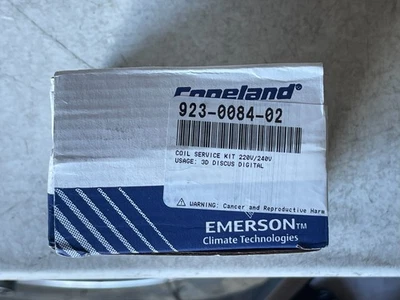 Copeland®
923-0084-02
COIL SERVICE KIT 220V/240V
USAGE: 3D DISCUS DIGITAL
⚠ WARNING: Cancer and Reproductive Harm
EMERSON™
Climate Technologies